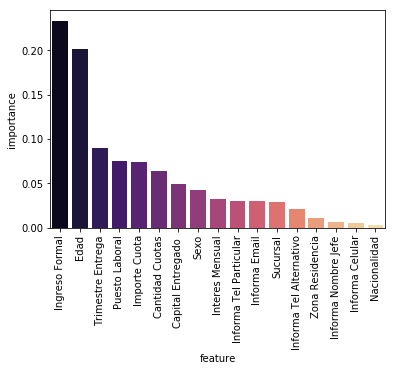 importance
0.20
0.15
0.10
0.05
0.00
Ingreso Formal
Edad
Trimestre Entrega
Puesto Laboral
Importe Cuota
Cantidad Cuotas
Capital Entregado
Sexo
Interes Mensual
Informa Tel Particular
Informa Email
Sucursal
Informa Tel Alternativo
Zona Residencia
Informa Nombre Jefe
Informa Celular
Nacionalidad
feature